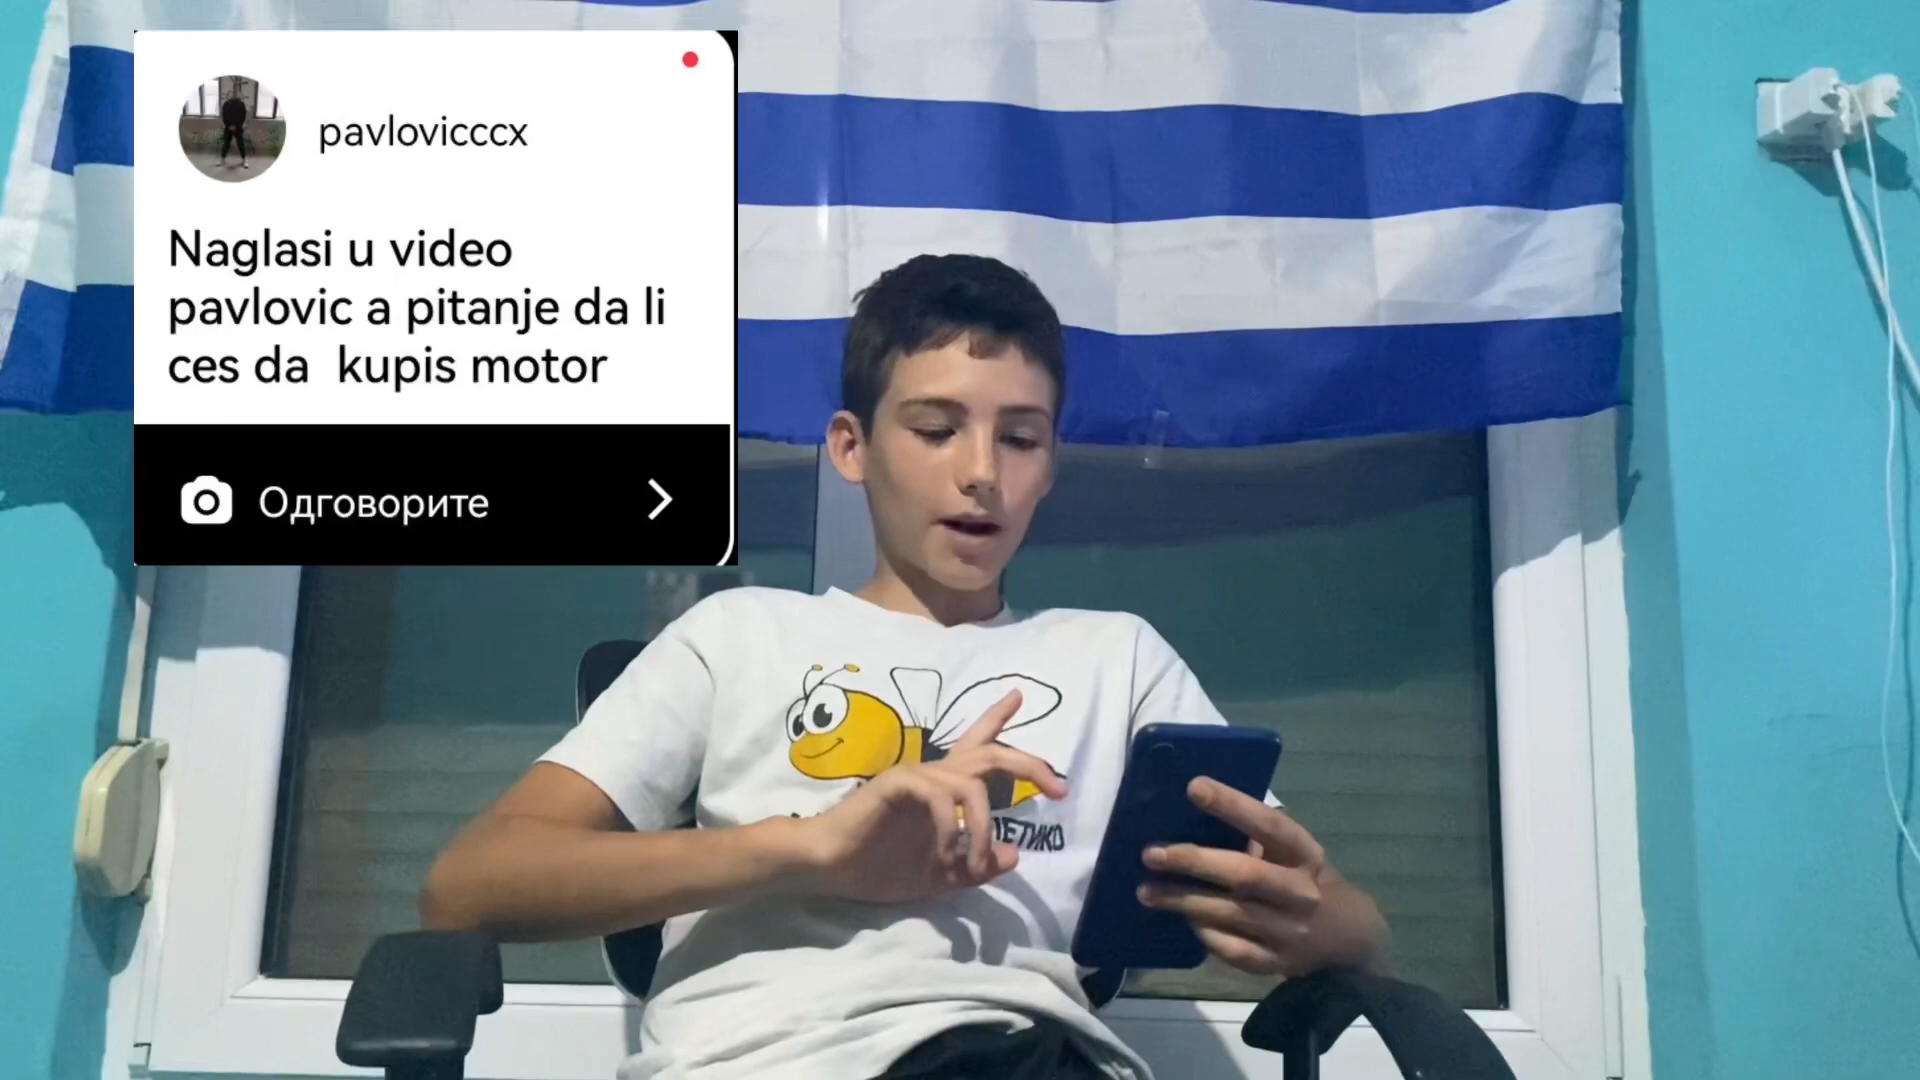 pavlovicccx
Naglasi u video
pavlovic a pitanje da li
ces da  kupis motor
Одговорите